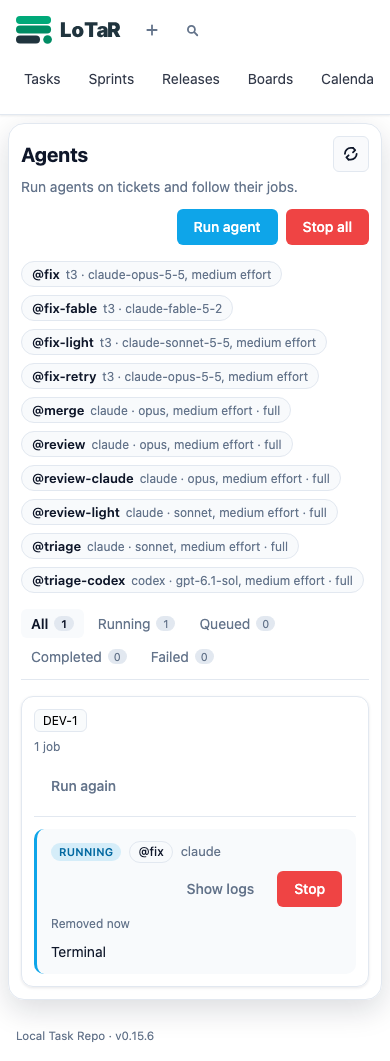 LoTaR
Tasks Sprints Releases Boards Calenda
Agents
Run agents on tickets and follow their jobs.
Run agent Stop all
@fix t3 · claude-opus-5-5, medium effort
@fix-fable t3 · claude-fable-5-2
@fix-light t3 · claude-sonnet-5-5, medium effort
@fix-retry t3 · claude-opus-5-5, medium effort
@merge claude · opus, medium effort · full
@review claude · opus, medium effort · full
@review-claude claude · opus, medium effort · full
@review-light claude · sonnet, medium effort · full
@triage claude · sonnet, medium effort · full
@triage-codex codex · gpt-6.1-sol, medium effort · full
All 1 Running 1 Queued 0
Completed 0 Failed 0
DEV-1
1 job
Run again
RUNNING @fix claude
Show logs Stop
Removed now
Terminal
Local Task Repo · v0.15.6